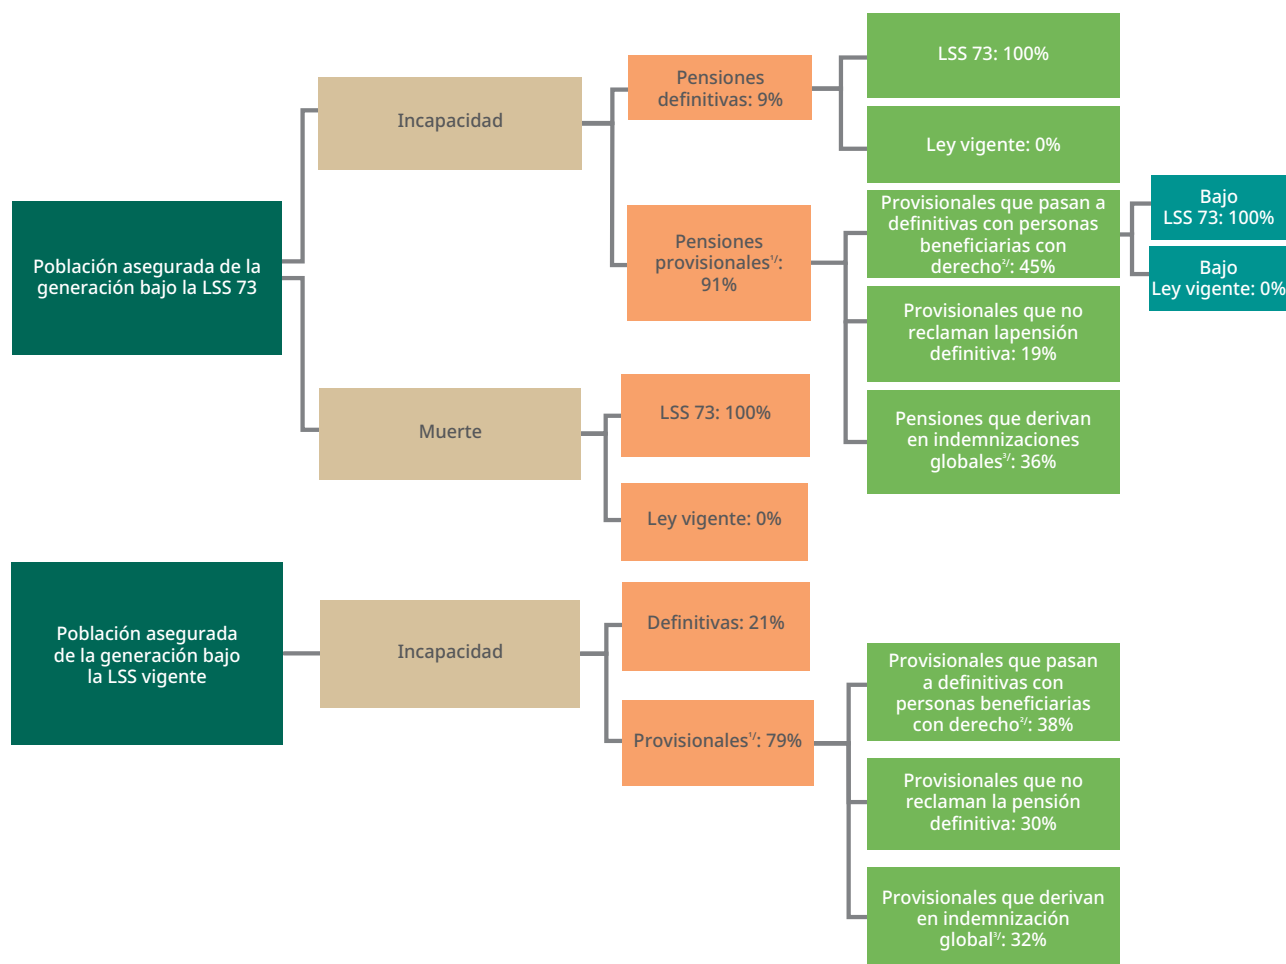 Población asegurada de la
generación bajo la LSS 73
Incapacidad
Pensiones
definitivas: 9%
LSS 73: 100%
Ley vigente: 0%
Pensiones
provisionales¹/:
91%
Provisionales que pasan a
definitivas con personas
beneficiarias con
derecho²/: 45%
Bajo
LSS 73: 100%
Bajo
Ley vigente: 0%
Provisionales que no
reclaman lapensión
definitiva: 19%
Pensiones que derivan
en indemnizaciones
globales³/: 36%
Muerte
LSS 73: 100%
Ley vigente: 0%
Población asegurada
de la generación bajo
la LSS vigente
Incapacidad
Definitivas: 21%
Provisionales¹/: 79%
Provisionales que pasan
a definitivas con
personas beneficiarias
con derecho²/: 38%
Provisionales que no
reclaman la pensión
definitiva: 30%
Provisionales que derivan
en indemnización
global³/: 32%